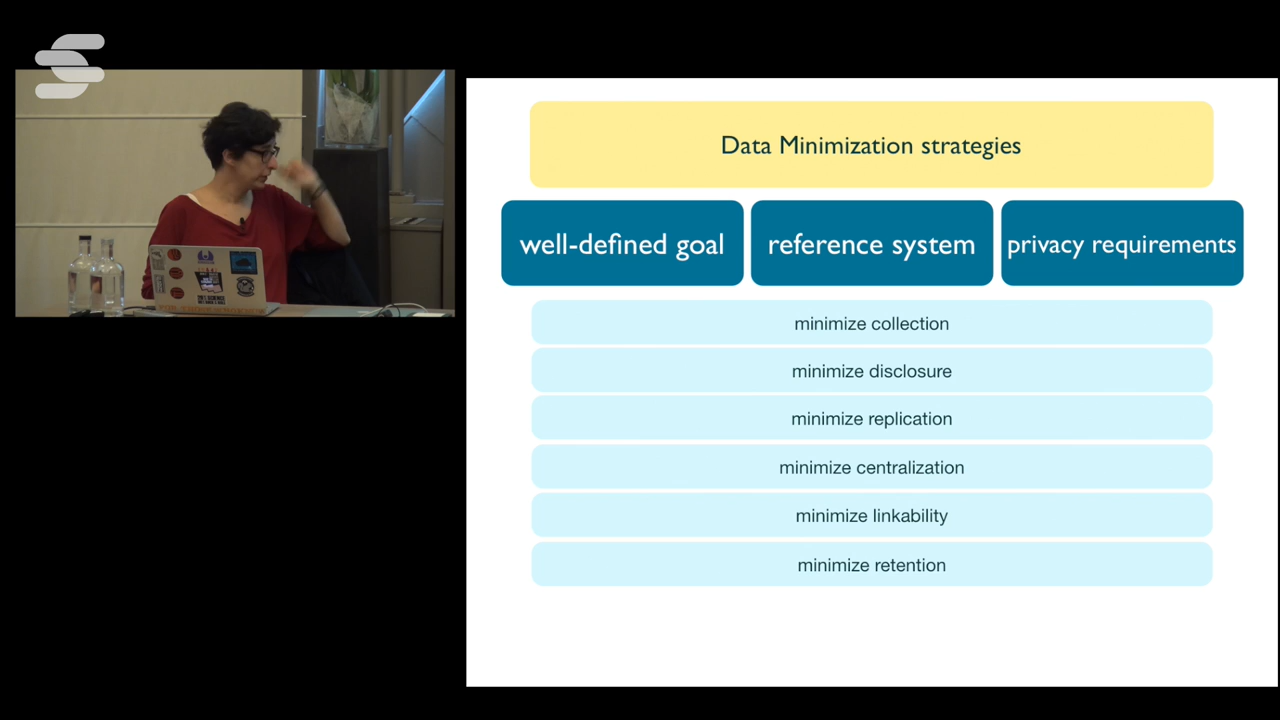 Data Minimization strategies
well-defined goal
reference system
privacy requirements
minimize collection
minimize disclosure
minimize replication
minimize centralization
minimize linkability
minimize retention